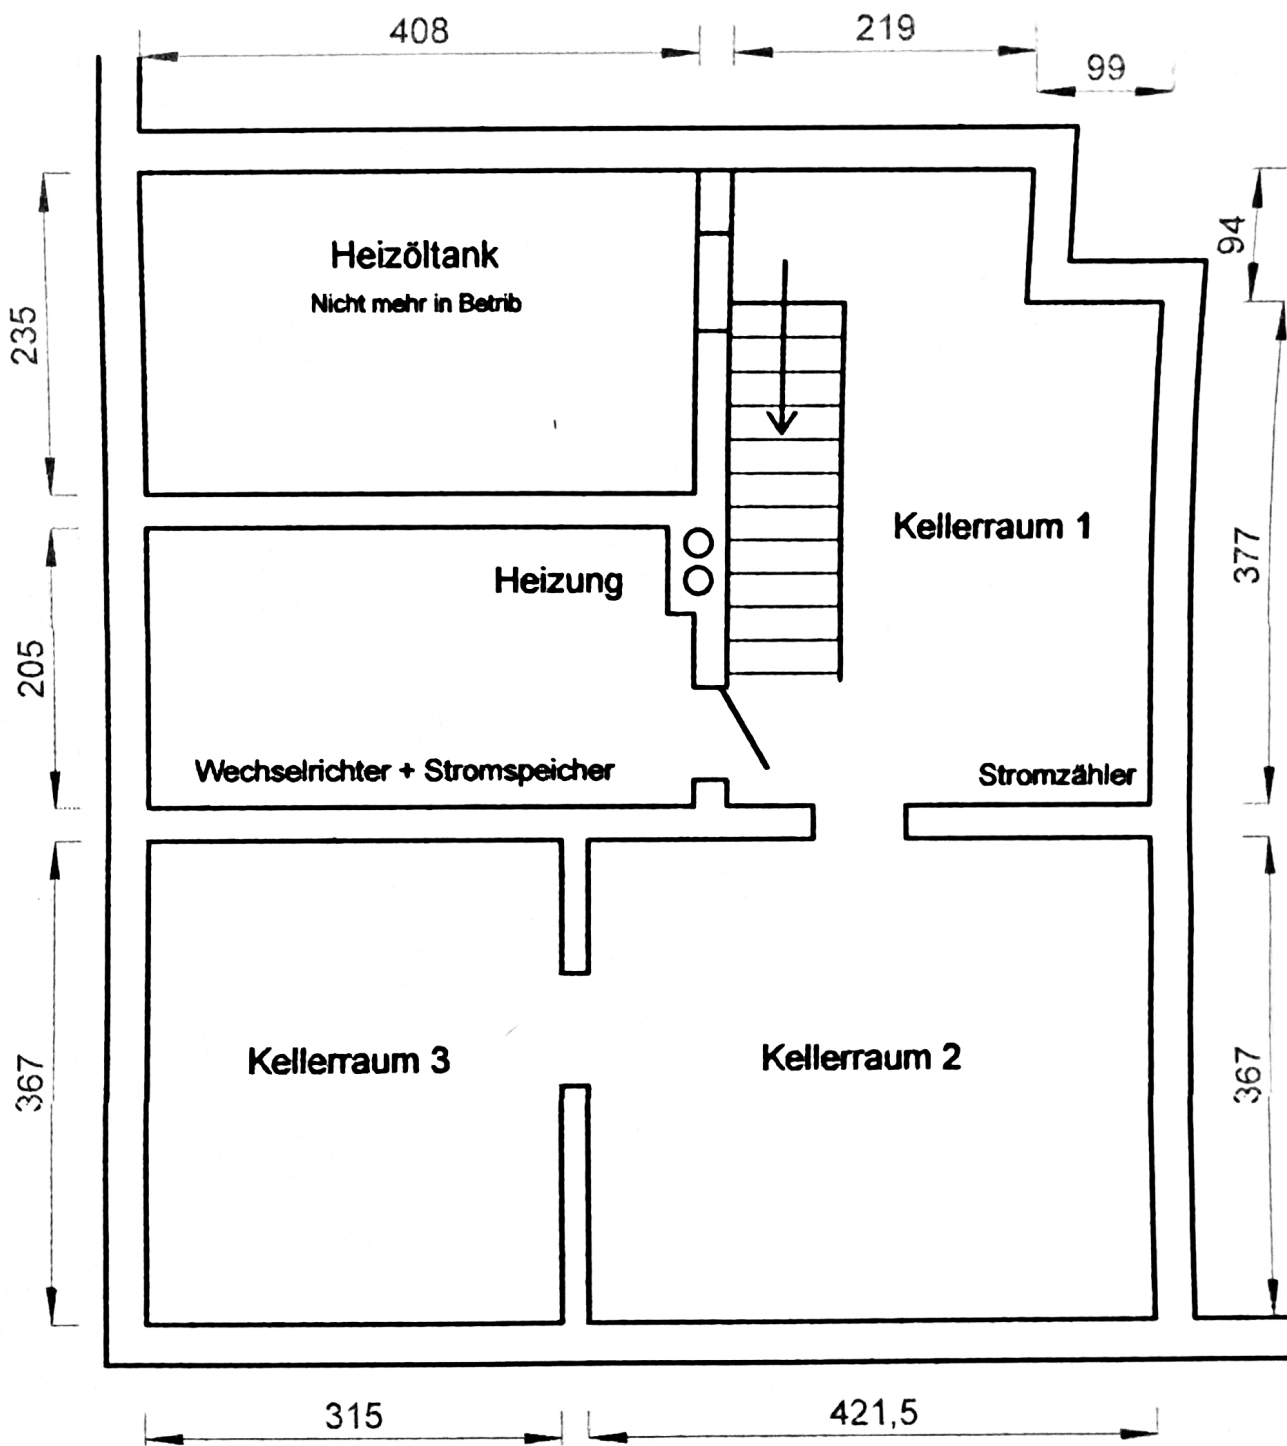 408
219
99
Heizöltank
Nicht mehr in Betrib
94
235
Kellerraum 1
377
Heizung
205
Wechselrichter + Stromspeicher
Stromzähler
Kellerraum 3
Kellerraum 2
367
367
315
421,5